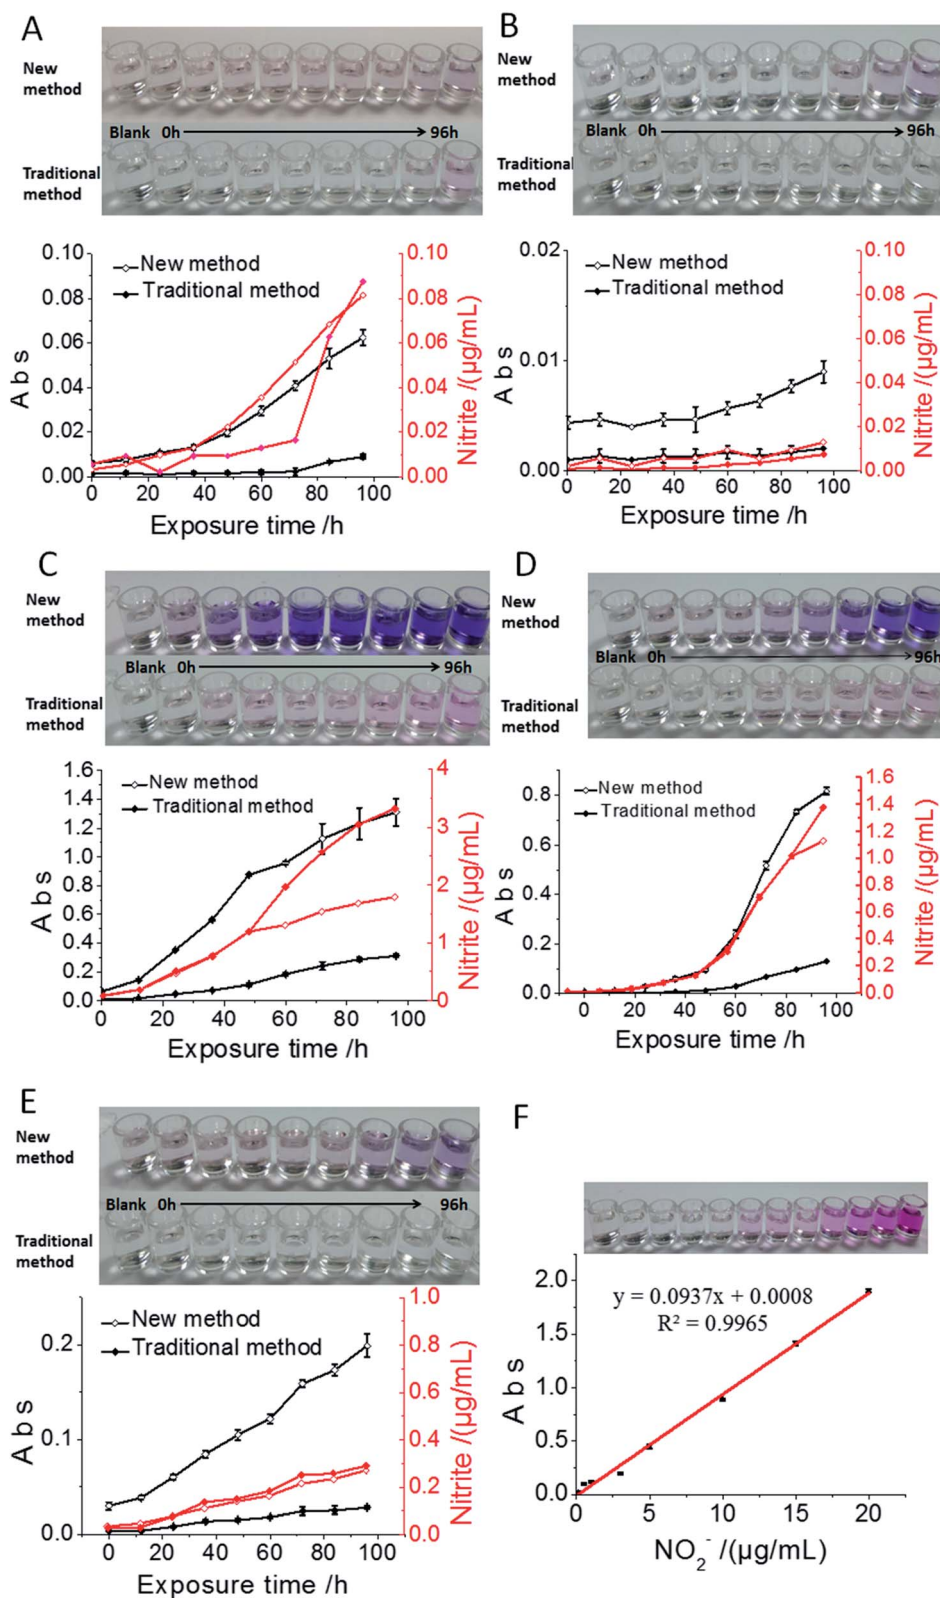 A
New
method
Blank 0h 96h
Traditional
method
0.10
0.08
0.06
0.04
0.02
0.00
Abs
New method
Traditional method
0.10
0.08
0.06
0.04
0.02
0.00
Nitrite /(µg/mL)
0 20 40 60 80 100
Exposure time /h
B
New
method
Blank 0h 96h
Traditional
method
0.02
0.01
0.00
Abs
New method
Traditional method
0.10
0.08
0.06
0.04
0.02
0.00
Nitrite /(µg/mL)
0 20 40 60 80 100
Exposure time /h
C
New
method
Blank 0h 96h
Traditional
method
1.6
1.4
1.2
1.0
0.8
0.6
0.4
0.2
0.0
Abs
New method
Traditional method
4
3
2
1
0
Nitrite /(µg/mL)
0 20 40 60 80 100
Exposure time /h
D
New
method
Blank 0h 96h
Traditional
method
0.8
0.6
0.4
0.2
0.0
Abs
New method
Traditional method
1.6
1.4
1.2
1.0
0.8
0.6
0.4
0.2
0.0
Nitrite /(µg/mL)
0 20 40 60 80 100
Exposure time /h
E
New
method
Blank 0h 96h
Traditional
method
0.2
0.1
0.0
Abs
New method
Traditional method
1.0
0.8
0.6
0.4
0.2
0.0
Nitrite /(µg/mL)
0 20 40 60 80 100
Exposure time /h
F
2.0
1.5
1.0
0.5
0.0
Abs
y = 0.0937x + 0.0008
R² = 0.9965
0 5 10 15 20
NO₂⁻ /(µg/mL)